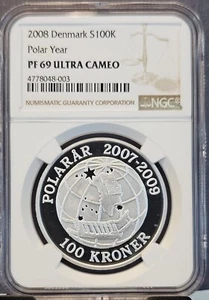 2008 Denmark S100K
Polar Year
PF 69 ULTRA CAMEO
4778048-003
NUMISMATIC GUARANTY CORPORATION
NGC
POLARÅR 2007-2009
100 KRONER